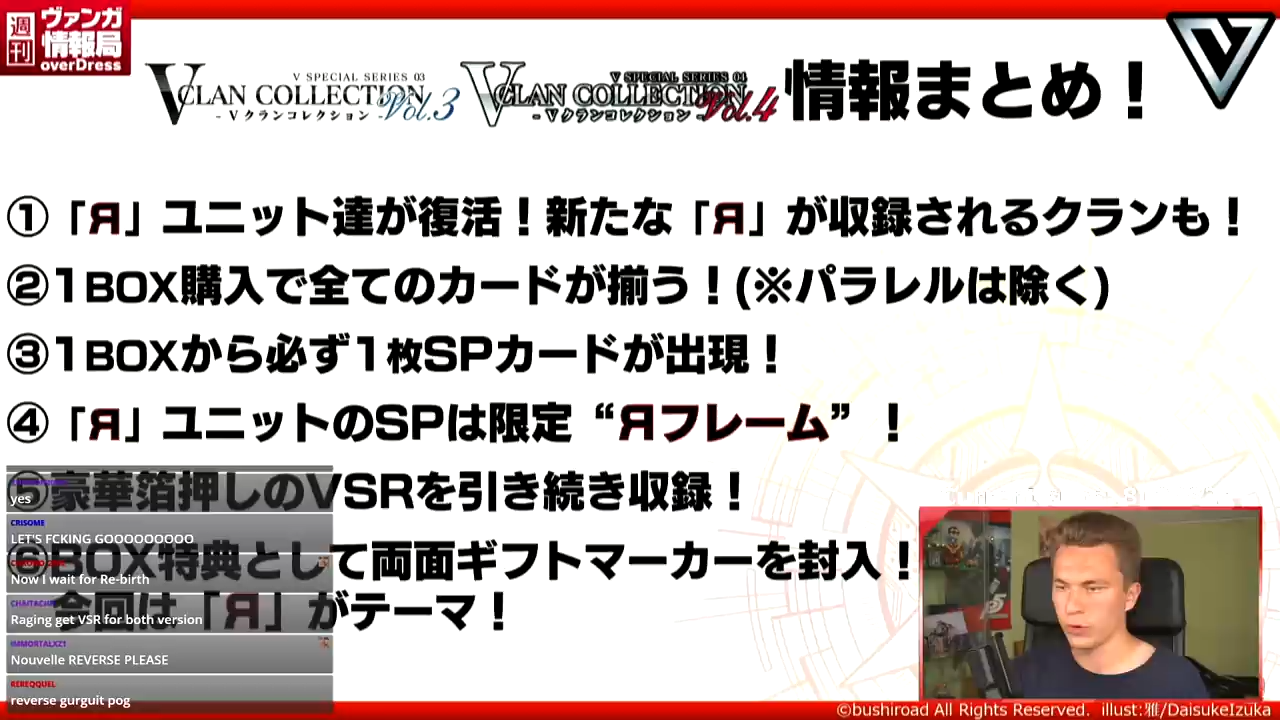 週刊
ヴァンガ
情報局
overDress
V SPECIAL SERIES 03
V CLAN COLLECTION Vol.3
- Vクランコレクション -
V SPECIAL SERIES 04
V CLAN COLLECTION Vol.4
- Vクランコレクション -
情報まとめ！
①「Я」ユニット達が復活！新たな「Я」が収録されるクランも！
②1BOX購入で全てのカードが揃う！(※パラレルは除く)
③1BOXから必ず1枚SPカードが出現！
④「Я」ユニットのSPは限定“Яフレーム”！
⑤豪華箔押しのVSRを引き続き収録！
⑥BOX特典として両面ギフトマーカーを封入！
今回は「Я」がテーマ！
yes
CRISOME
LET'S FCKING GOOOOOOOOO
Now I wait for Re-birth
Raging get VSR for both version
IMMORTALXZ1
Nouvelle REVERSE PLEASE
REREQQUEL
reverse gurguit pog
©bushiroad All Rights Reserved. illust:雅/DaisukeIzuka